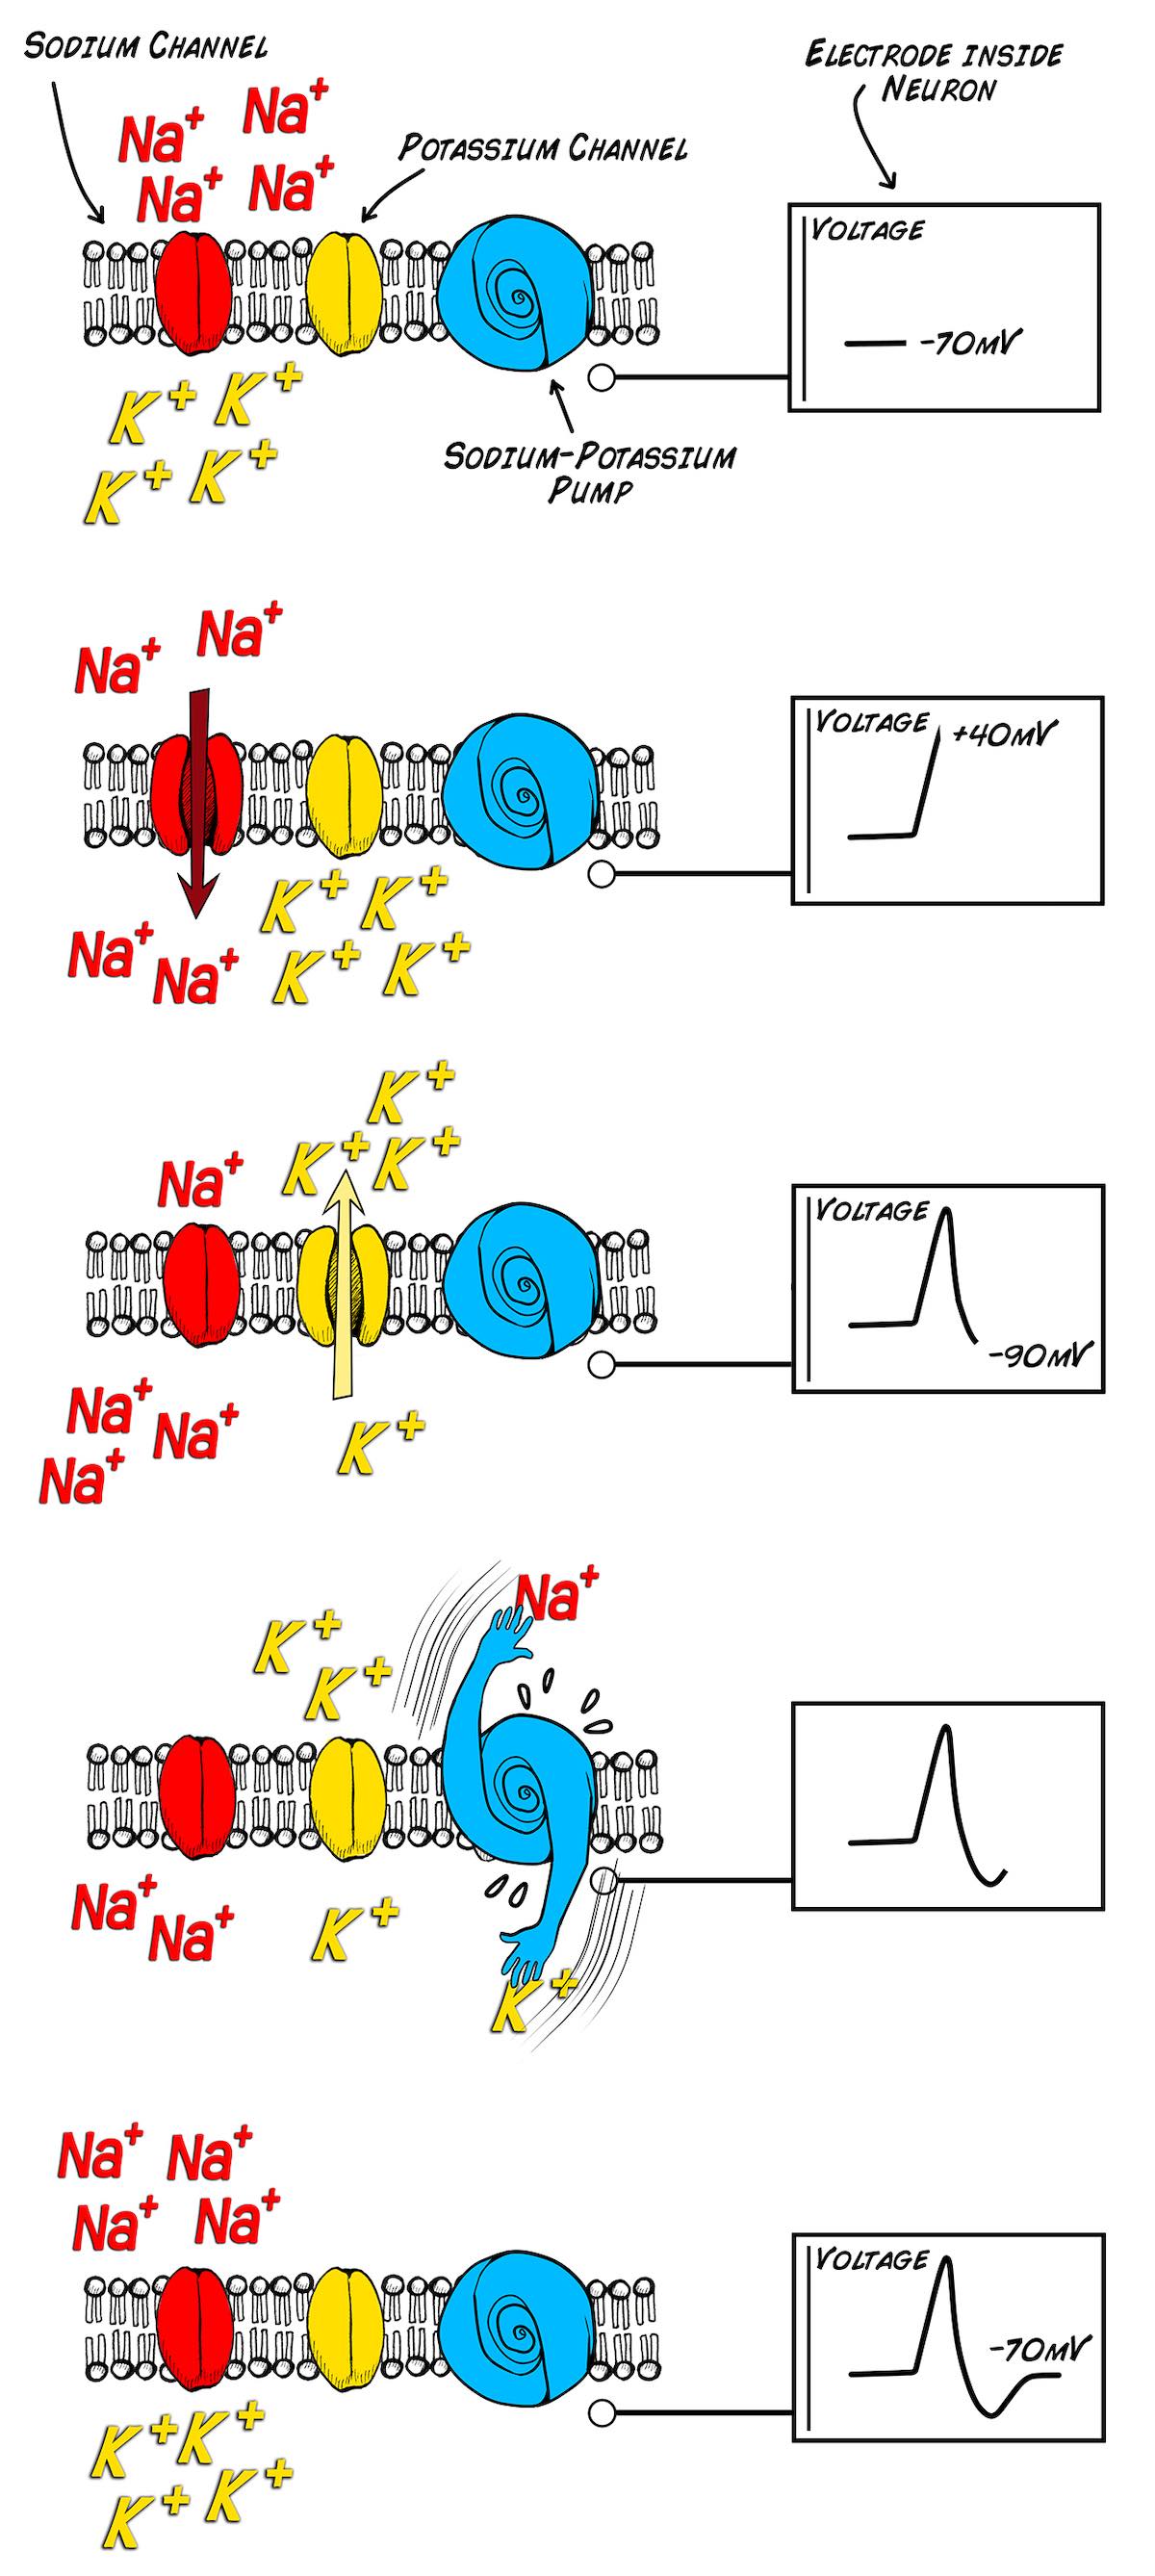 Sodium Channel
Electrode inside
Neuron
Na+ Na+
Na+ Na+
Potassium Channel
Voltage
-70mV
K+ K+
K+ K+
Sodium-Potassium
Pump
Na+ Na+
Voltage +40mV
K+ K+
Na+ Na+ K+ K+
K+
Na+ K+ K+
Voltage
-90mV
Na+ Na+ K+
Na+
Na+
K+
K+
Na+ Na+ K+
K+
Na+ Na+
Na+ Na+
Voltage
-70mV
K+ K+
K+ K+